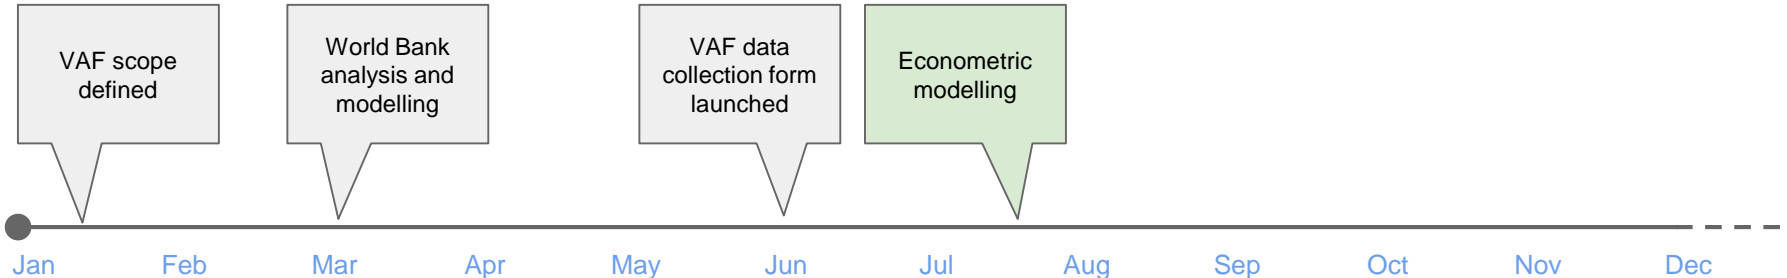 VAF scope
defined
World Bank
analysis and
modelling
VAF data
collection form
launched
Econometric
modelling
Jan
Feb
Mar
Apr
May
Jun
Jul
Aug
Sep
Oct
Nov
Dec